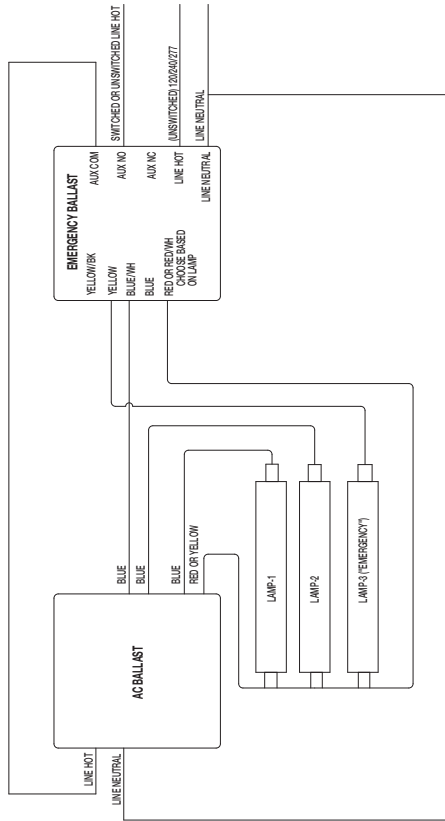 EMERGENCY BALLAST
YELLOW/BK
YELLOW
BLUE/WH
BLUE
RED OR RED/WH
CHOOSE BASED
ON LAMP
AUX COM
AUX NO
AUX NC
LINE HOT
LINE NEUTRAL
SWITCHED OR UNSWITCHED LINE HOT
(UNSWITCHED) 120/240/277
LINE NEUTRAL
AC BALLAST
LINE HOT
LINE NEUTRAL
BLUE
BLUE
BLUE
RED OR YELLOW
LAMP-1
LAMP-2
LAMP-3 ("EMERGENCY")